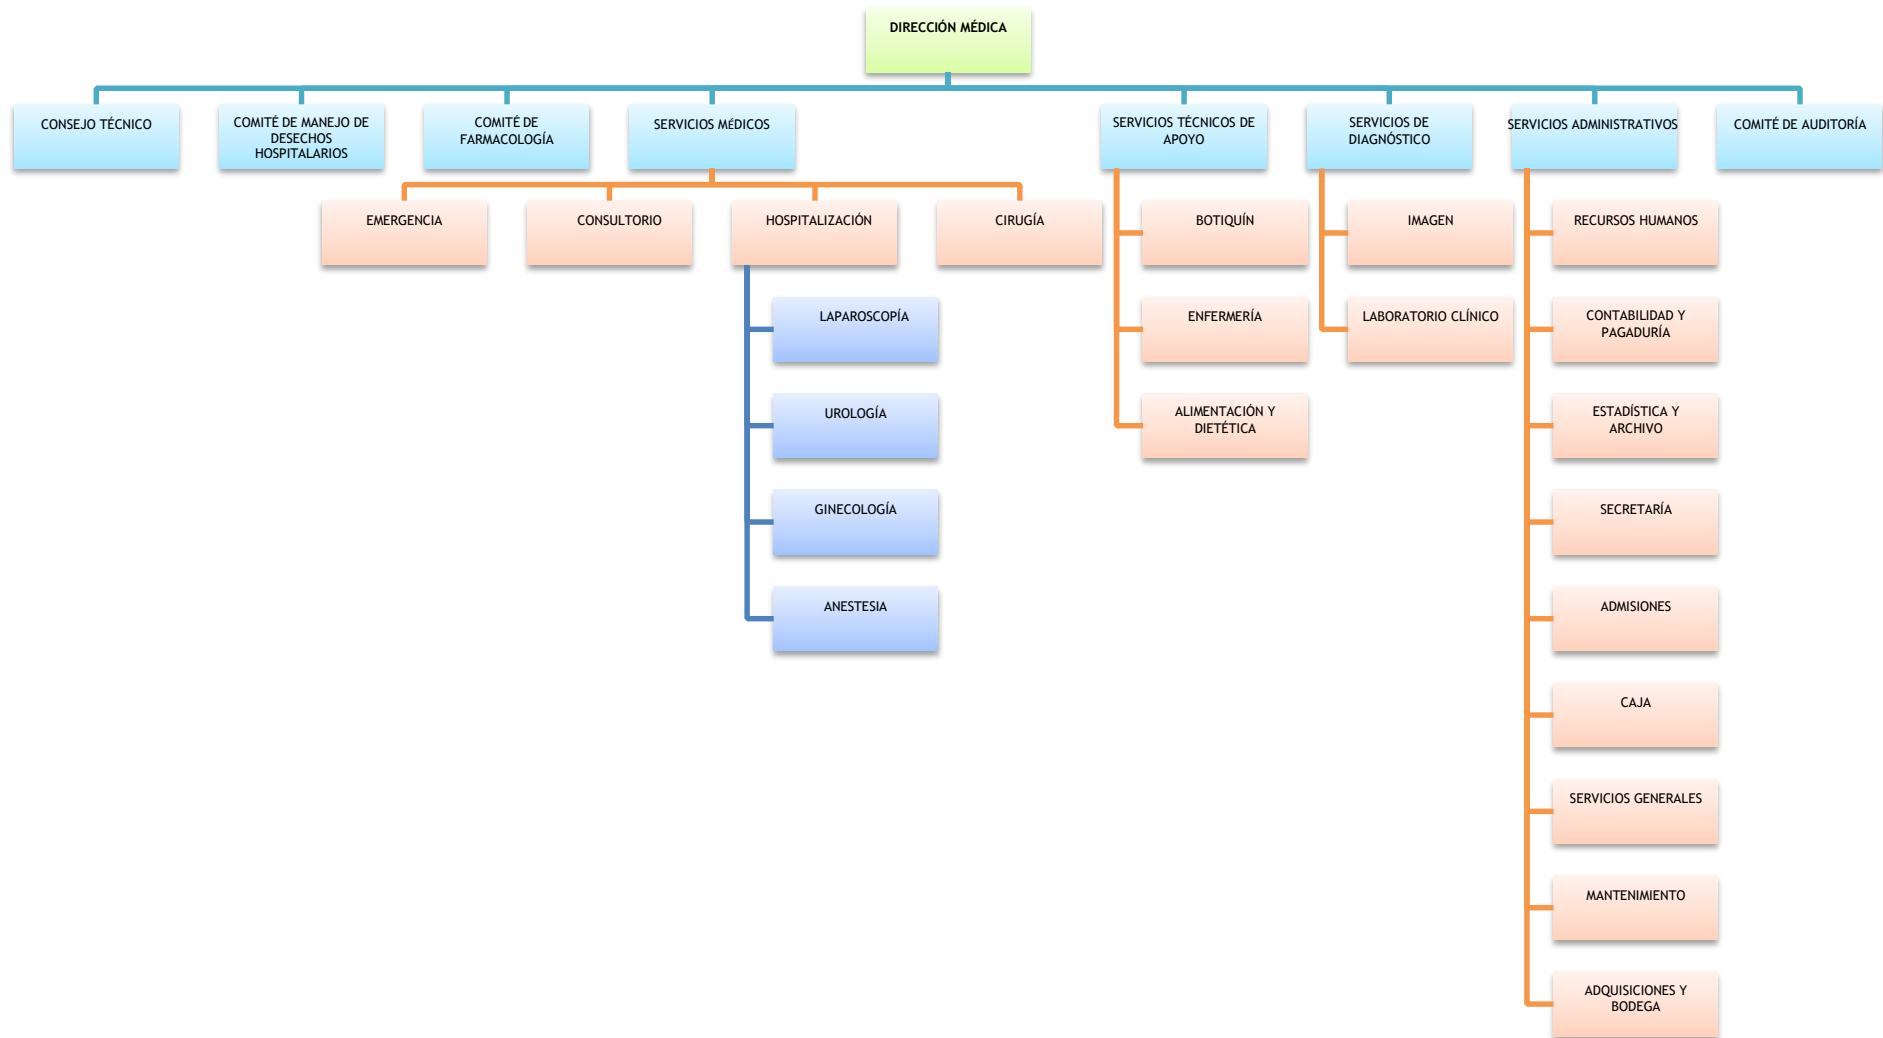 DIRECCIÓN MÉDICA
CONSEJO TÉCNICO
COMITÉ DE MANEJO DE
DESECHOS
HOSPITALARIOS
COMITÉ DE
FARMACOLOGÍA
SERVICIOS MÉDICOS
SERVICIOS TÉCNICOS DE
APOYO
SERVICIOS DE
DIAGNÓSTICO
SERVICIOS ADMINISTRATIVOS
COMITÉ DE AUDITORÍA
EMERGENCIA
CONSULTORIO
HOSPITALIZACIÓN
CIRUGÍA
LAPAROSCOPÍA
UROLOGÍA
GINECOLOGÍA
ANESTESIA
BOTIQUÍN
ENFERMERÍA
ALIMENTACIÓN Y
DIETÉTICA
IMAGEN
LABORATORIO CLÍNICO
RECURSOS HUMANOS
CONTABILIDAD Y
PAGADURÍA
ESTADÍSTICA Y
ARCHIVO
SECRETARÍA
ADMISIONES
CAJA
SERVICIOS GENERALES
MANTENIMIENTO
ADQUISICIONES Y
BODEGA